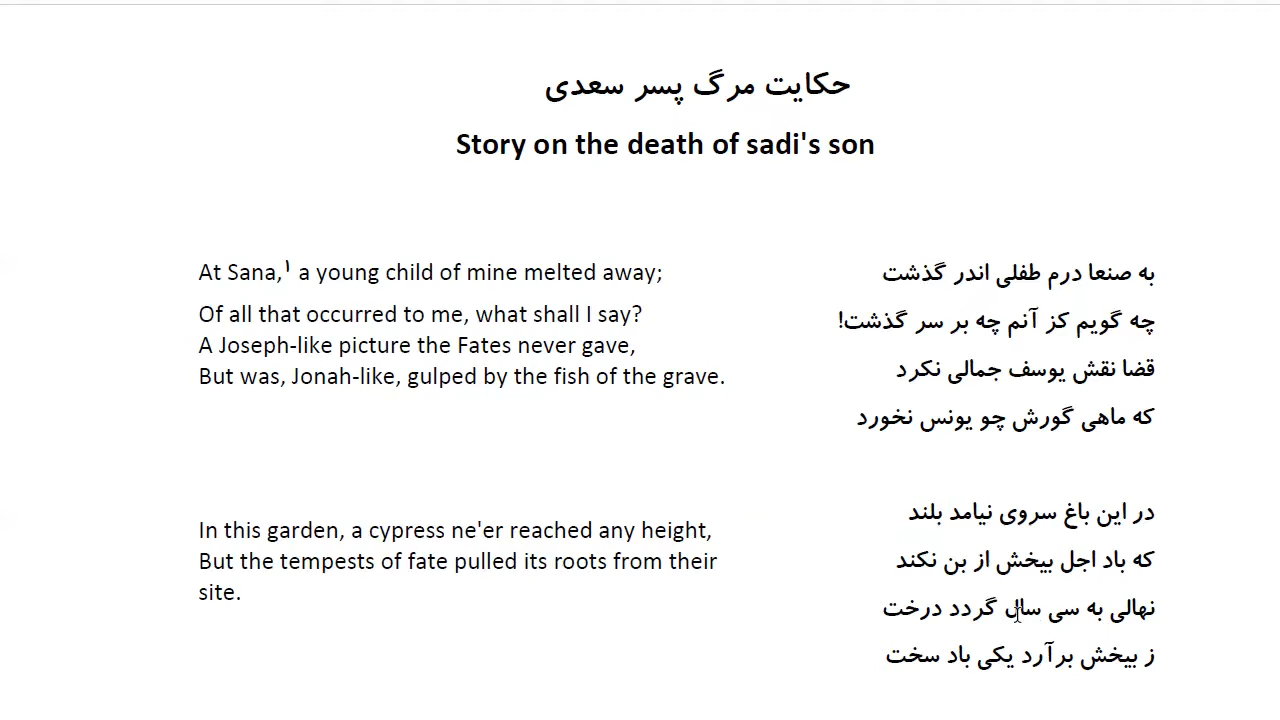 حکایت مرگ پسر سعدی
Story on the death of sadi's son
At Sana,۱ a young child of mine melted away;
Of all that occurred to me, what shall I say?
A Joseph-like picture the Fates never gave,
But was, Jonah-like, gulped by the fish of the grave.
به صنعا درم طفلی اندر گذشت
چه گویم کز آنم چه بر سر گذشت!
قضا نقش یوسف جمالی نکرد
که ماهی گورش چو یونس نخورد
In this garden, a cypress ne'er reached any height,
But the tempests of fate pulled its roots from their
site.
در این باغ سروی نیامد بلند
که باد اجل بیخش از بن نکند
نهالی به سی سال گردد درخت
ز بیخش برآرد یکی باد سخت